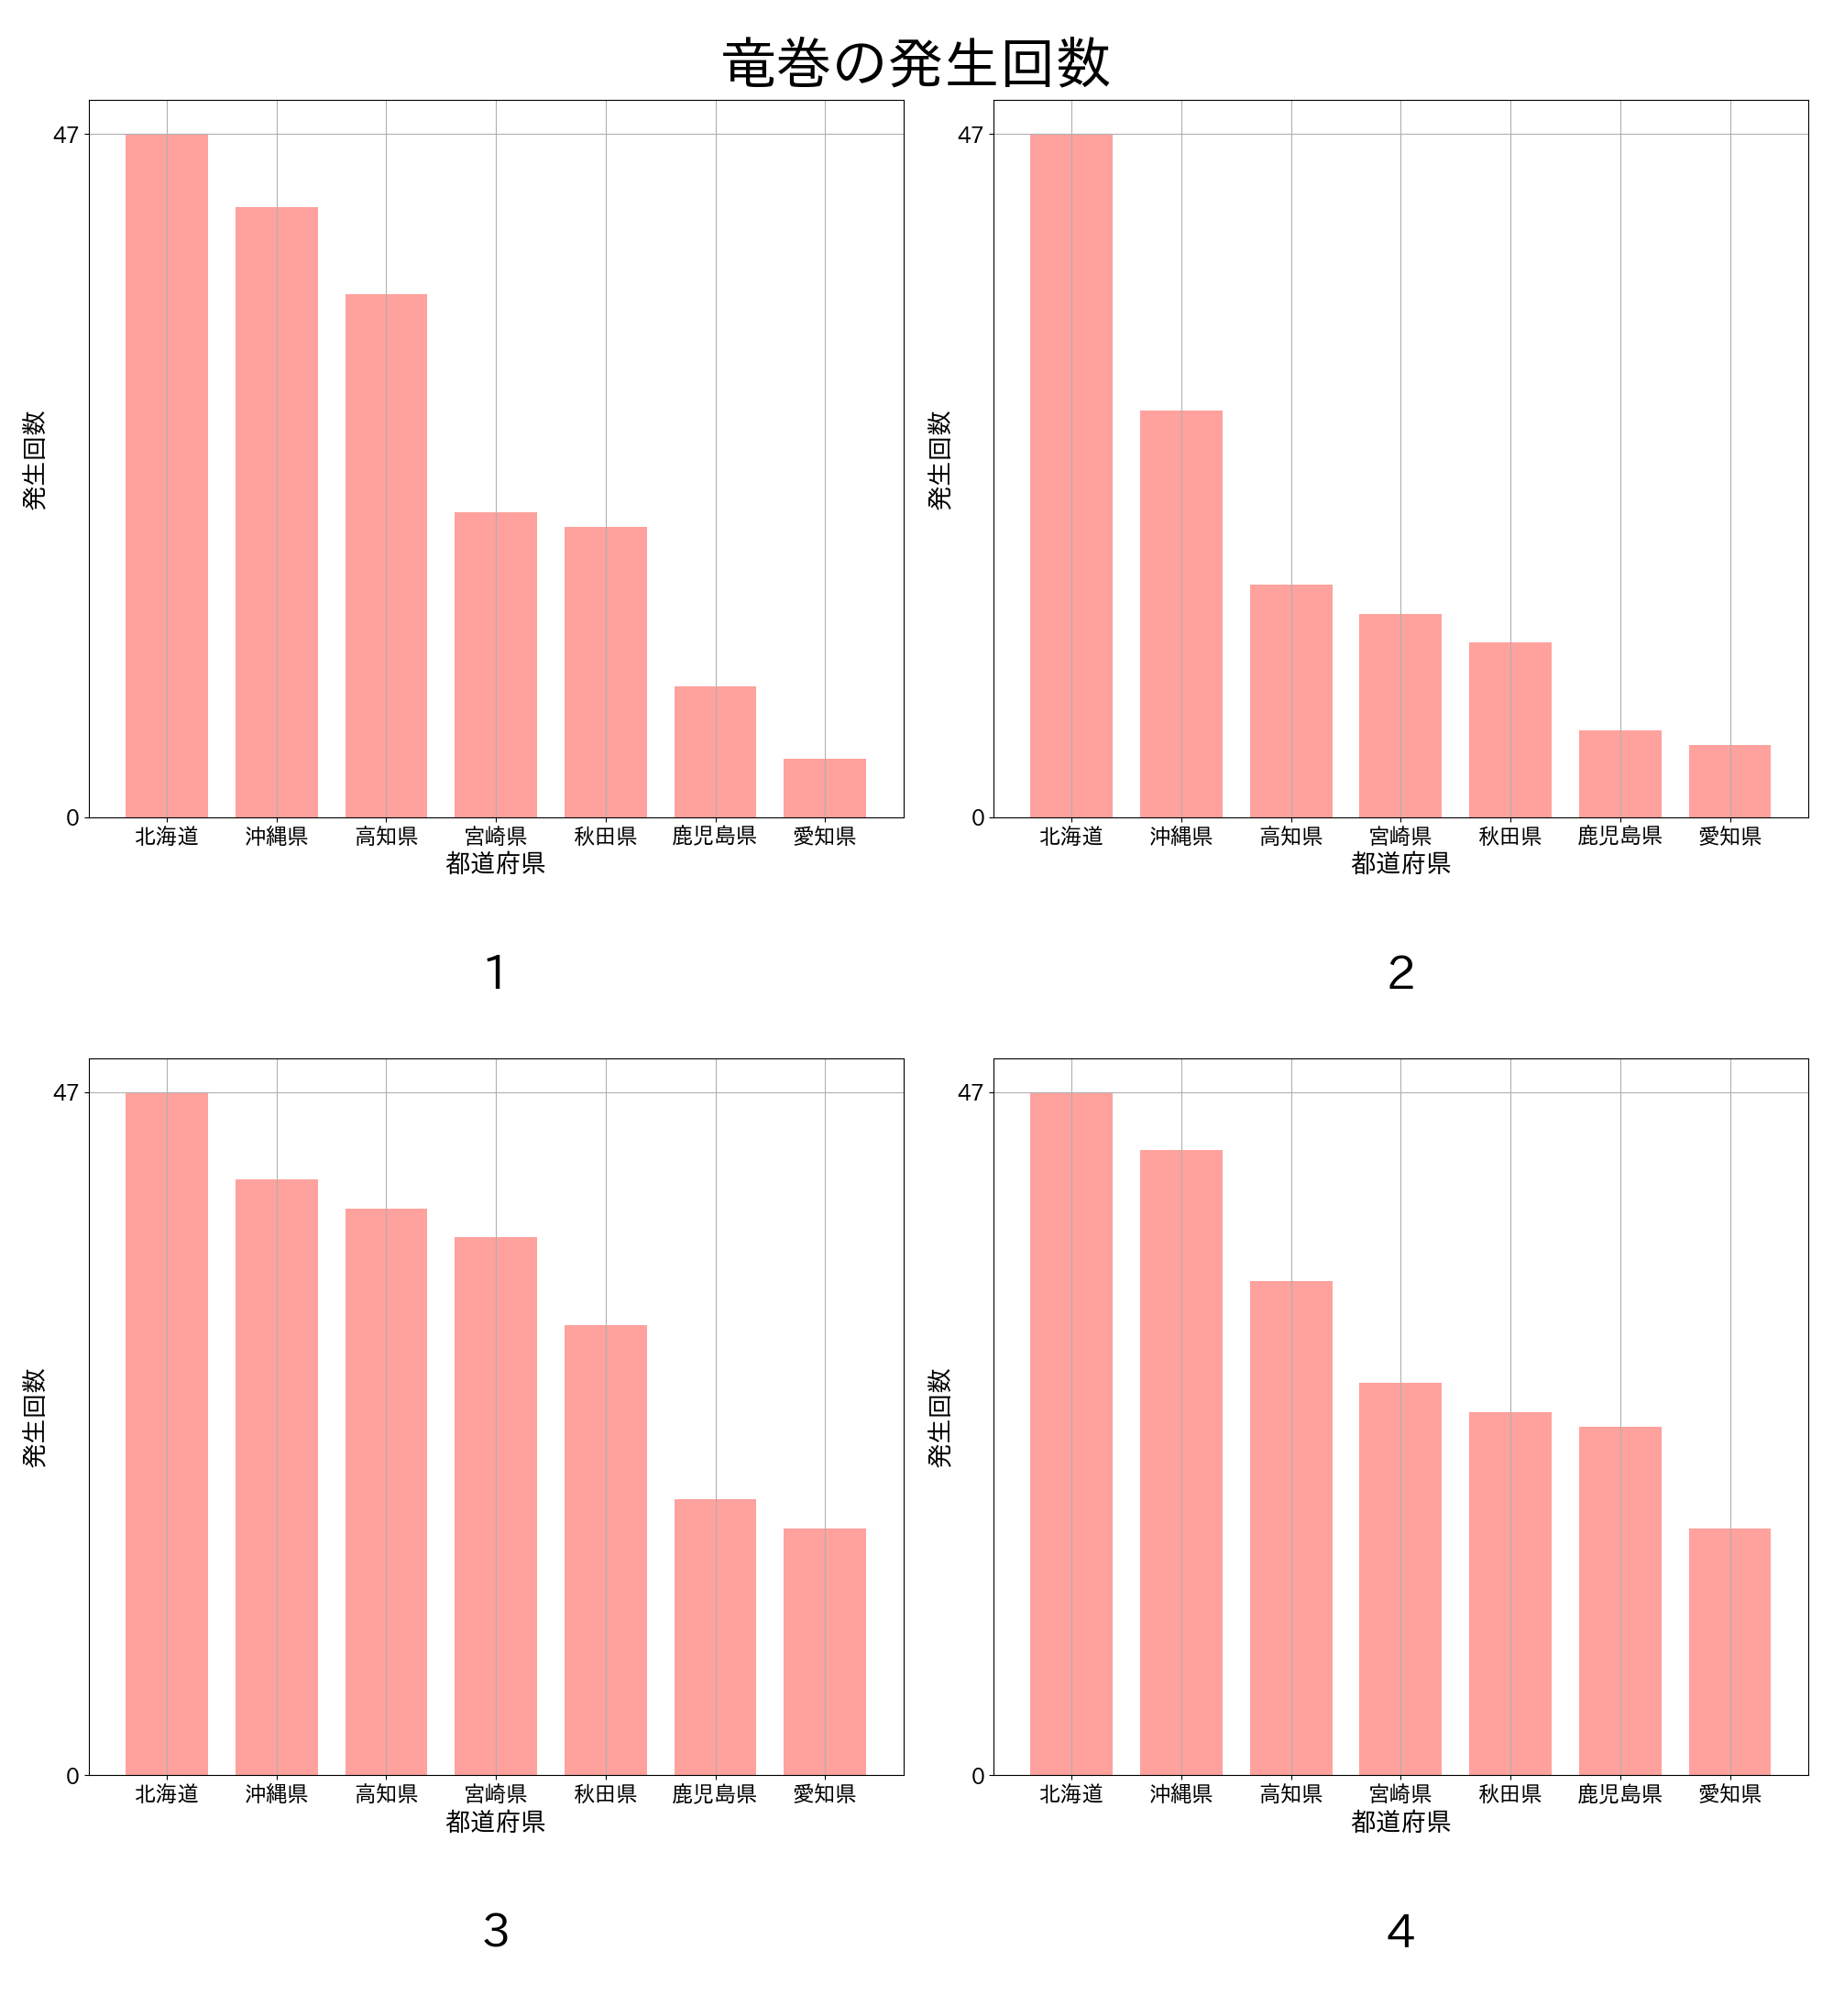 竜巻の発生回数
47
0
発生回数
北海道 沖縄県 高知県 宮崎県 秋田県 鹿児島県 愛知県
都道府県
1
47
0
発生回数
北海道 沖縄県 高知県 宮崎県 秋田県 鹿児島県 愛知県
都道府県
2
47
0
発生回数
北海道 沖縄県 高知県 宮崎県 秋田県 鹿児島県 愛知県
都道府県
3
47
0
発生回数
北海道 沖縄県 高知県 宮崎県 秋田県 鹿児島県 愛知県
都道府県
4